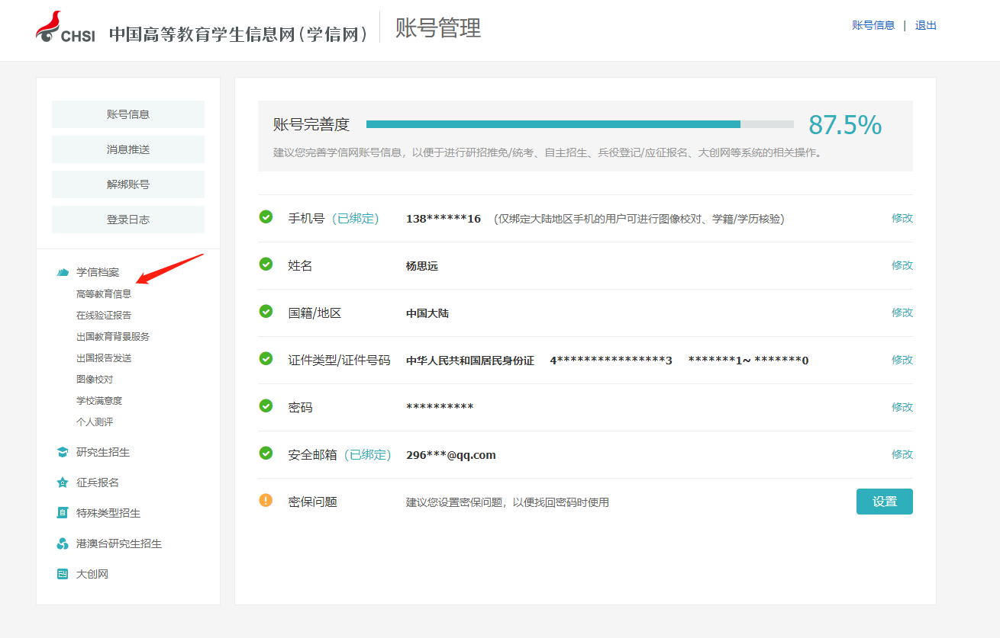 CHSI 中国高等教育学生信息网(学信网) 账号管理
账号信息 | 退出
账号信息
消息推送
解绑账号
登录日志
学信档案
高等教育信息
在线验证报告
出国教育背景服务
出国报告发送
图像校对
学校满意度
个人测评
研究生招生
征兵报名
特殊类型招生
港澳台研究生招生
大创网
账号完善度 87.5%
建议您完善学信网账号信息，以便于进行研招推免/统考、自主招生、兵役登记/应征报名、大创网等系统的相关操作。
手机号（已绑定） 138******16 （仅绑定大陆地区手机的用户可进行图像校对、学籍/学历核验） 修改
姓名 杨思远 修改
国籍/地区 中国大陆 修改
证件类型/证件号码 中华人民共和国居民身份证 4****************3 *******1~ *******0 修改
密码 ********** 修改
安全邮箱（已绑定） 296***@qq.com 修改
密保问题 建议您设置密保问题，以便找回密码时使用 设置